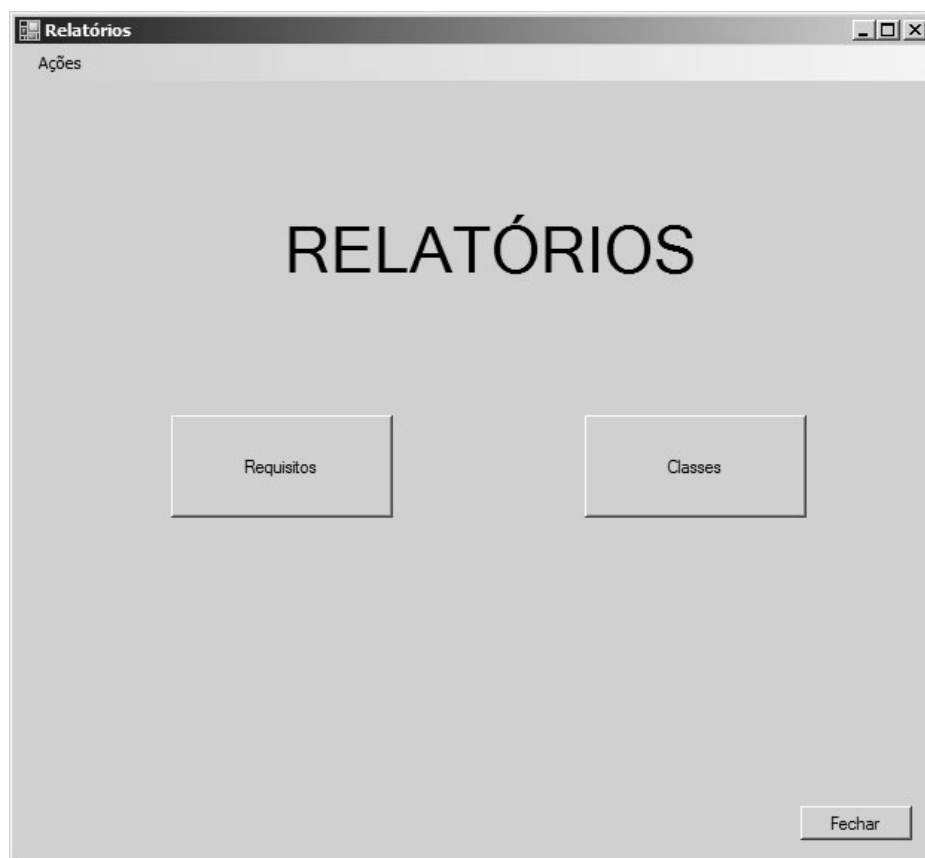 Relatórios
Ações
RELATÓRIOS
Requisitos Classes
Fechar